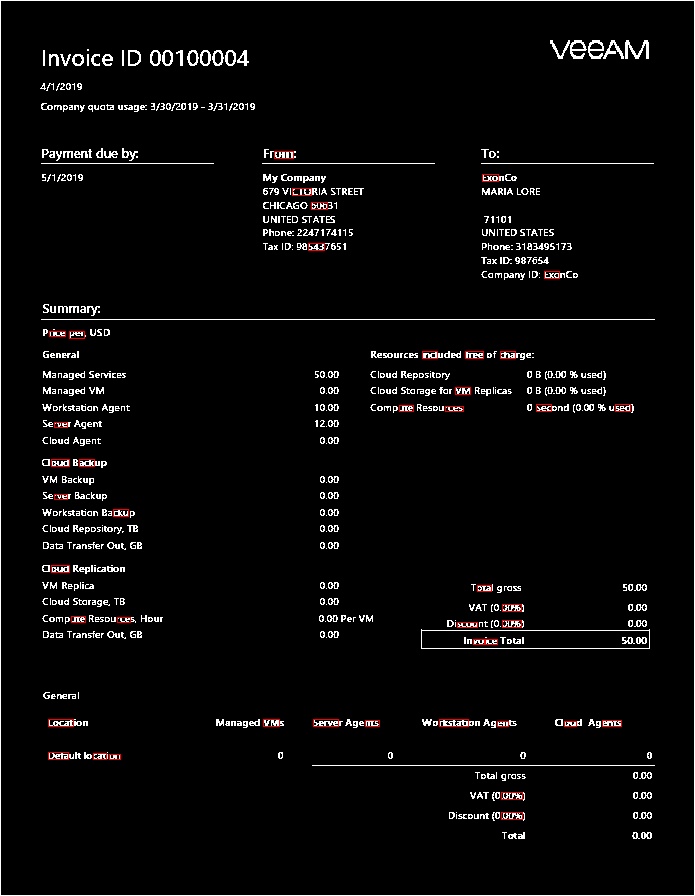 VeeAM
Invoice ID 00100004
4/1/2019
Company quota usage: 3/30/2019 - 3/31/2019
Payment due by:
5/1/2019
From:
My Company
679 VICTORIA STREET
CHICAGO 60631
UNITED STATES
Phone: 2247174115
Tax ID: 985437651
To:
ExonCo
MARIA LORE
71101
UNITED STATES
Phone: 3183495173
Tax ID: 987654
Company ID: ExonCo
Summary:
Price per, USD
General
Managed Services 50.00
Managed VM 0.00
Workstation Agent 10.00
Server Agent 12.00
Cloud Agent 0.00
Resources included free of charge:
Cloud Repository 0 B (0.00 % used)
Cloud Storage for VM Replicas 0 B (0.00 % used)
Compute Resources 0 second (0.00 % used)
Cloud Backup
VM Backup 0.00
Server Backup 0.00
Workstation Backup 0.00
Cloud Repository, TB 0.00
Data Transfer Out, GB 0.00
Cloud Replication
VM Replica 0.00
Cloud Storage, TB 0.00
Compute Resources, Hour 0.00 Per VM
Data Transfer Out, GB 0.00
Total gross 50.00
VAT (0.00%) 0.00
Discount (0.00%) 0.00
Invoice Total 50.00
General
Location Managed VMs Server Agents Workstation Agents Cloud Agents
Default location 0 0 0 0
Total gross 0.00
VAT (0.00%) 0.00
Discount (0.00%) 0.00
Total 0.00